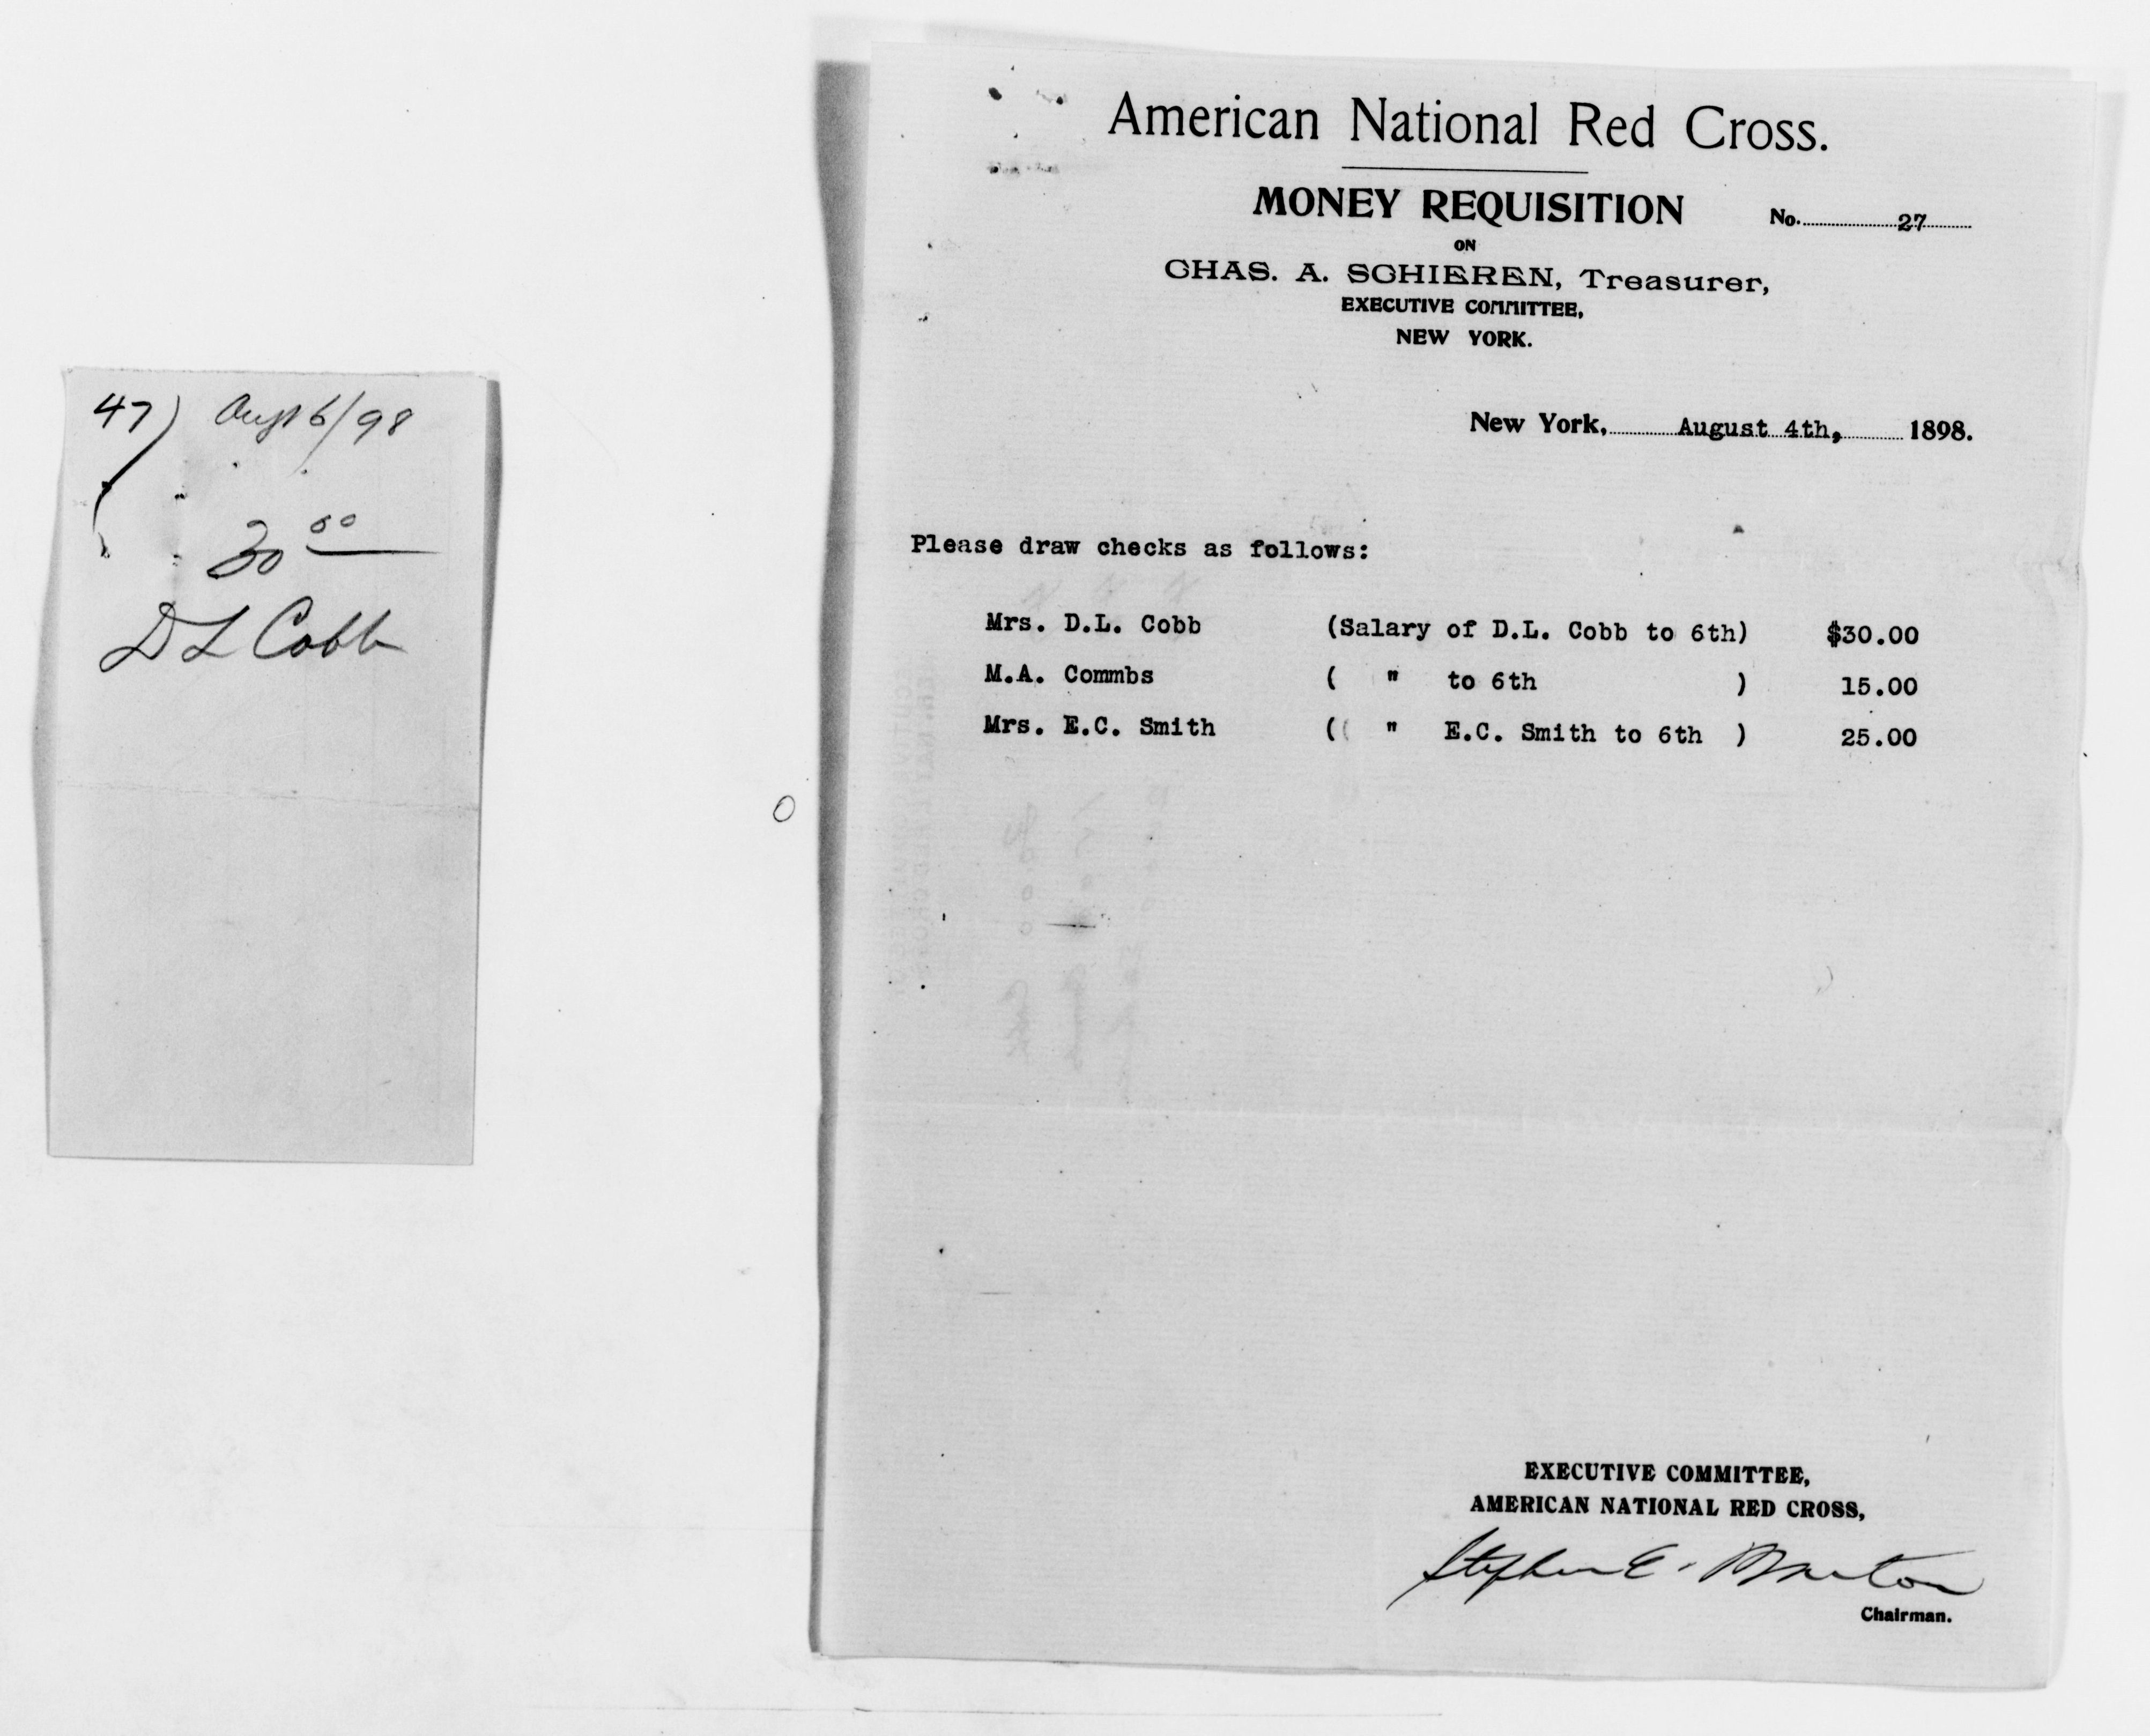 47) Augt 6/98
30 00
D L Cobb
American National Red Cross.
MONEY REQUISITION No. 27
ON
CHAS. A. SCHIEREN, Treasurer,
EXECUTIVE COMMITTEE,
NEW YORK.
New York, August 4th, 1898.
Please draw checks as follows:
Mrs. D.L. Cobb (Salary of D.L. Cobb to 6th) $30.00
M.A. Commbs ( " to 6th ) 15.00
Mrs. E.C. Smith (( " E.C. Smith to 6th ) 25.00
EXECUTIVE COMMITTEE,
AMERICAN NATIONAL RED CROSS,
Stephen E. Barton
Chairman.